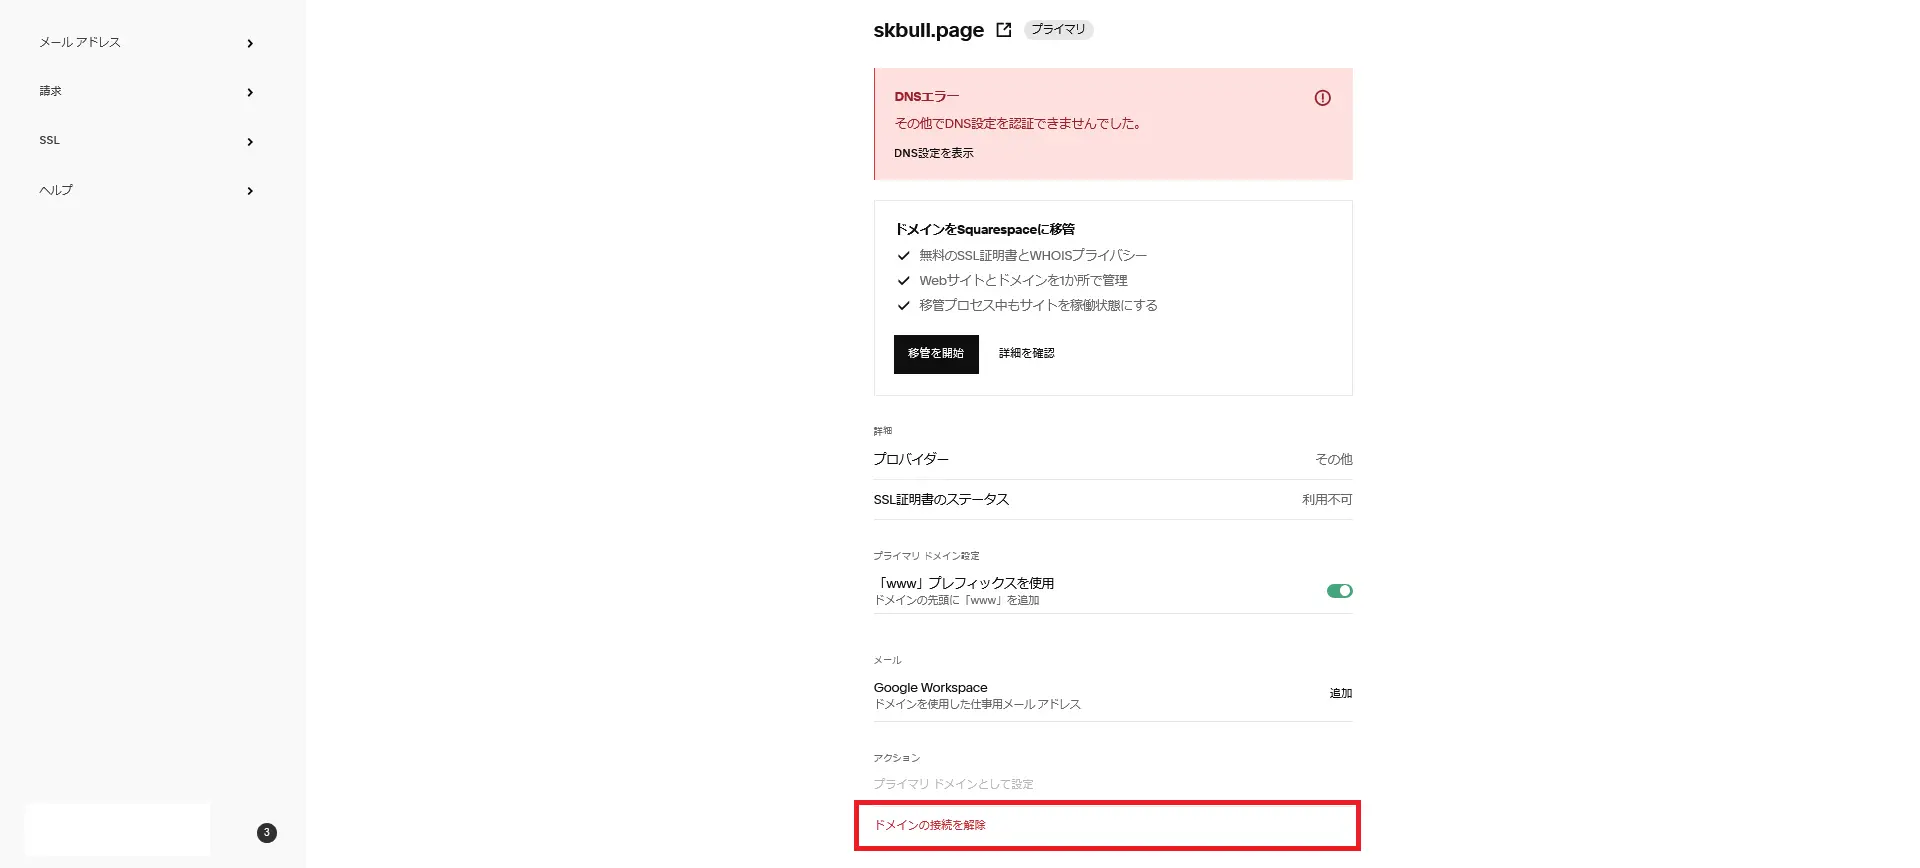 メール アドレス
請求
SSL
ヘルプ
3
skbull.page
プライマリ
DNSエラー
その他でDNS設定を認証できませんでした。
DNS設定を表示
ドメインをSquarespaceに移管
無料のSSL証明書とWHOISプライバシー
Webサイトとドメインを1か所で管理
移管プロセス中もサイトを稼働状態にする
移管を開始 詳細を確認
詳細
プロバイダー その他
SSL証明書のステータス 利用不可
プライマリ ドメイン設定
「www」プレフィックスを使用
ドメインの先頭に「www」を追加
メール
Google Workspace
追加
ドメインを使用した仕事用メール アドレス
アクション
プライマリ ドメインとして設定
ドメインの接続を解除